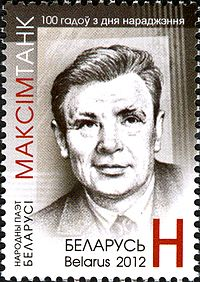 100 гадоў з дня нараджэння
МАКСІМ ТАНК
НАРОДНЫ ПАЭТ
БЕЛАРУСІ
БЕЛАРУСЬ
Belarus 2012
H